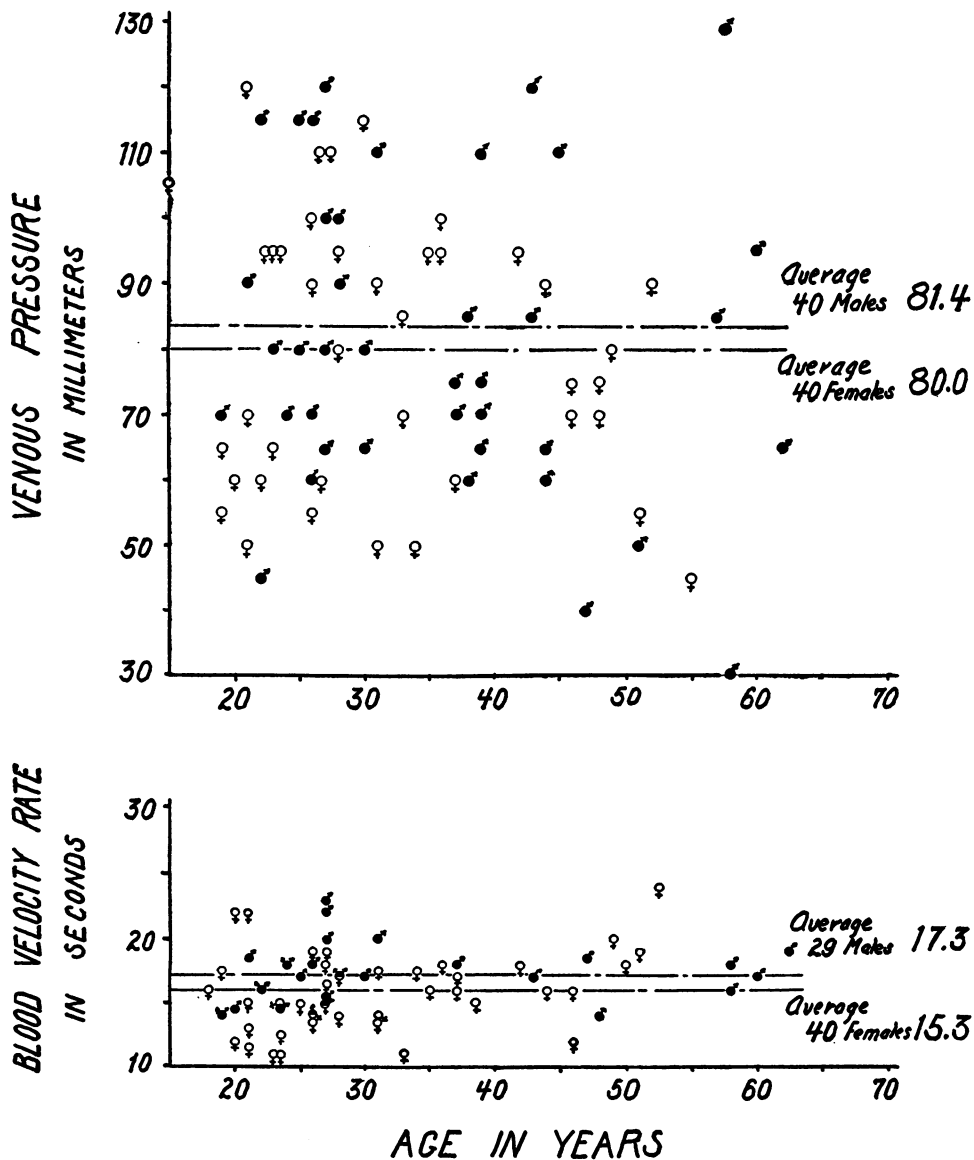 VENOUS PRESSURE
IN MILLIMETERS
130
110
90
70
50
30
20 30 40 50 60 70
Average
40 Males 81.4
Average
40 Females 80.0
BLOOD VELOCITY RATE
IN SECONDS
30
20
10
20 30 40 50 60 70
Average
29 Males 17.3
Average
40 Females 15.3
AGE IN YEARS